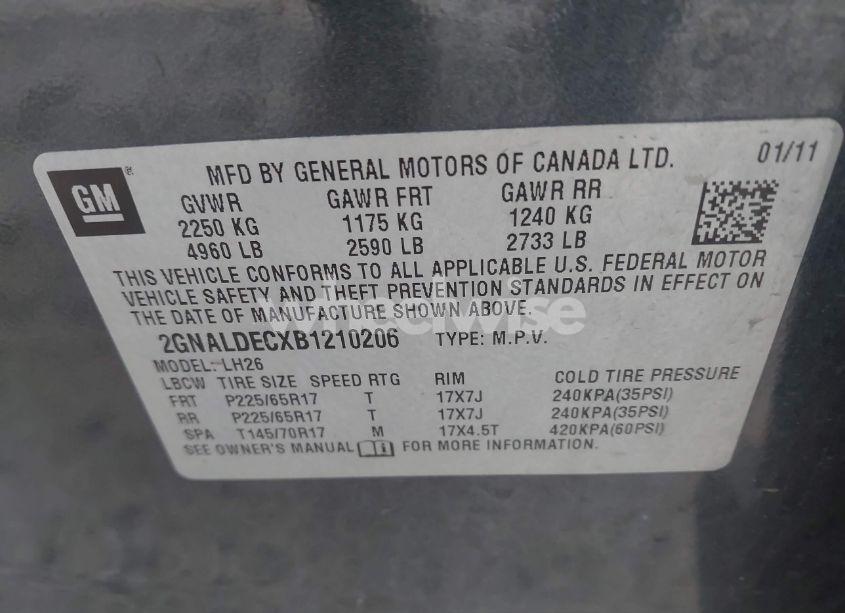 GM
MFD BY GENERAL MOTORS OF CANADA LTD. 01/11
GVWR GAWR FRT GAWR RR
2250 KG 1175 KG 1240 KG
4960 LB 2590 LB 2733 LB
THIS VEHICLE CONFORMS TO ALL APPLICABLE U.S. FEDERAL MOTOR
VEHICLE SAFETY AND THEFT PREVENTION STANDARDS IN EFFECT ON
THE DATE OF MANUFACTURE SHOWN ABOVE.
wheelwise
2GNALDECXB1210206 TYPE: M.P.V.
MODEL: LH26
LBCW TIRE SIZE SPEED RTG RIM COLD TIRE PRESSURE
FRT P225/65R17 T 17X7J 240KPA(35PSI)
RR P225/65R17 T 17X7J 240KPA(35PSI)
SPA T145/70R17 M 17X4.5T 420KPA(60PSI)
SEE OWNER'S MANUAL FOR MORE INFORMATION.